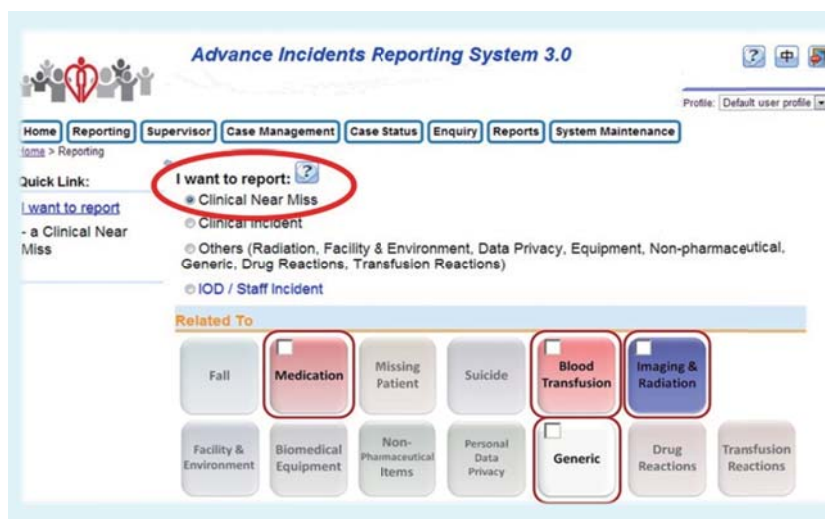 Advance Incidents Reporting System 3.0
? 中
Profile: Default user profile
Home Reporting Supervisor Case Management Case Status Enquiry Reports System Maintenance
Home > Reporting
Quick Link:
I want to report
- a Clinical Near
Miss
I want to report: ?
Clinical Near Miss
Clinical Incident
Others (Radiation, Facility & Environment, Data Privacy, Equipment, Non-pharmaceutical,
Generic, Drug Reactions, Transfusion Reactions)
IOD / Staff Incident
Related To
Fall
Medication
Missing
Patient
Suicide
Blood
Transfusion
Imaging &
Radiation
Facility &
Environment
Biomedical
Equipment
Non-
Pharmaceutical
Items
Personal
Data
Privacy
Generic
Drug
Reactions
Transfusion
Reactions